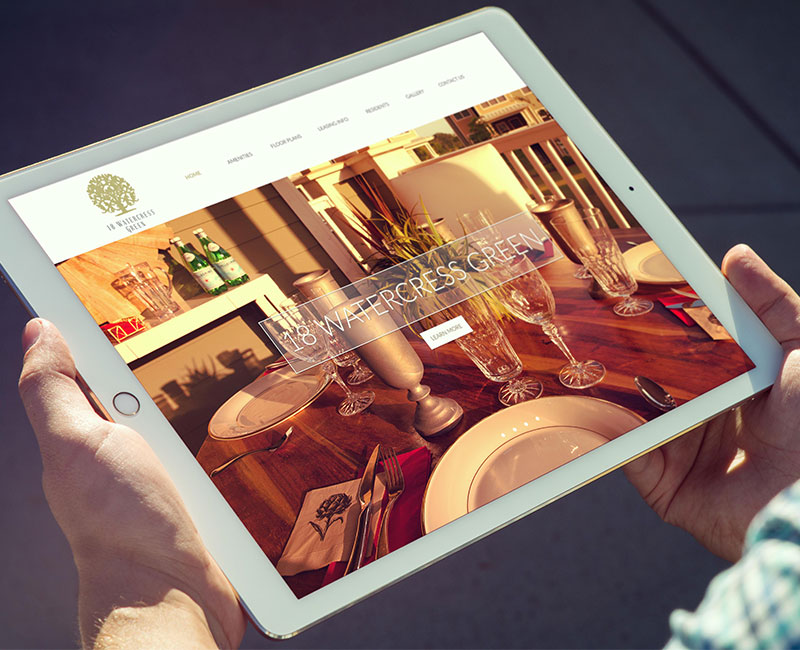 HOME
AMENITIES
FLOOR PLANS
LEASING INFO
RESIDENTS
GALLERY
CONTACT US
18 WATERCRESS
GREEN
18 WATERCRESS GREEN
LEARN MORE